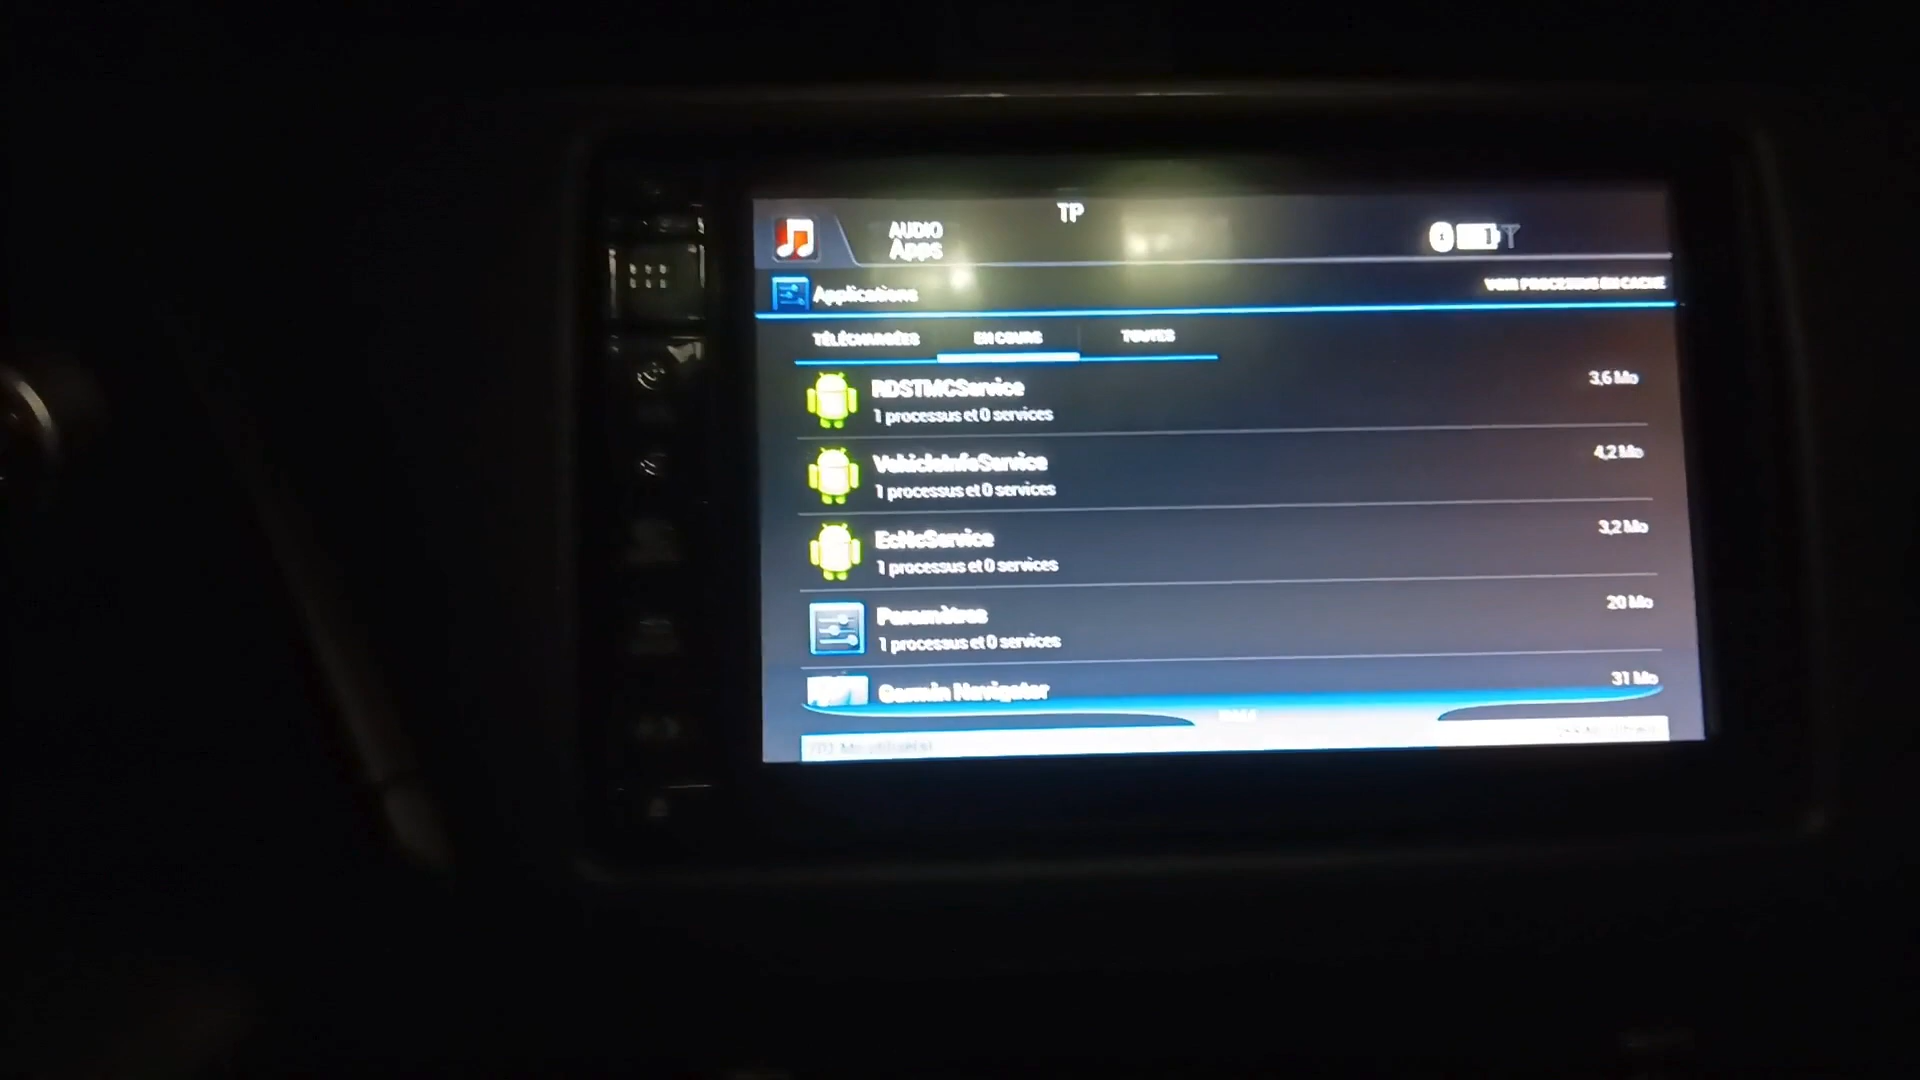 TP
AUDIO
Apps
Applications
VOIR PROCESSUS EN CACHE
TÉLÉCHARGÉES
EN COURS
TOUTES
RDSTMCService
3,6 Mo
1 processus et 0 services
VehicleInfoService
4,2 Mo
1 processus et 0 services
EcNcService
3,2 Mo
1 processus et 0 services
Paramètres
20 Mo
1 processus et 0 services
Garmin Navigator
31 Mo